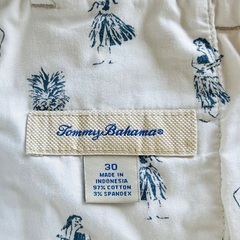 Tommy Bahama®
30
MADE IN
INDONESIA
97% COTTON
3% SPANDEX